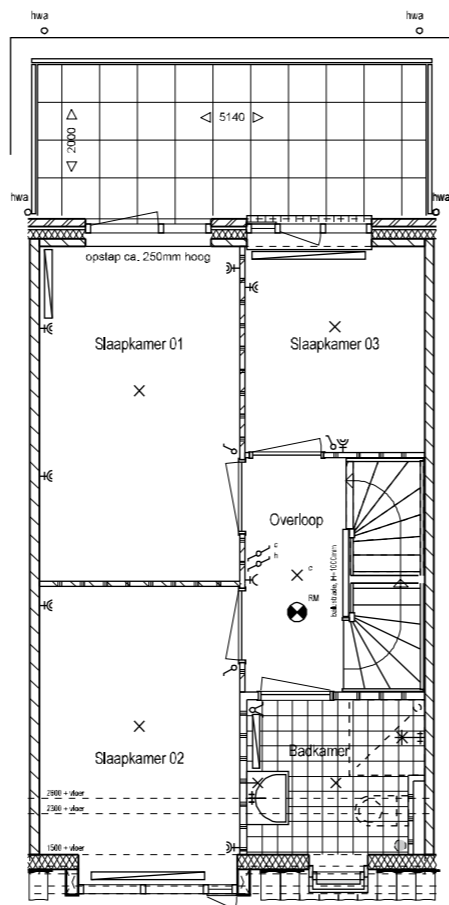 hwa
hwa
2000
5140
hwa
hwa
opstap ca. 250mm hoog
Slaapkamer 01
Slaapkamer 03
Overloop
c
h
c
RM
balustrade, H=1000mm
Slaapkamer 02
Badkamer
2600 + vloer
2300 + vloer
1500 + vloer